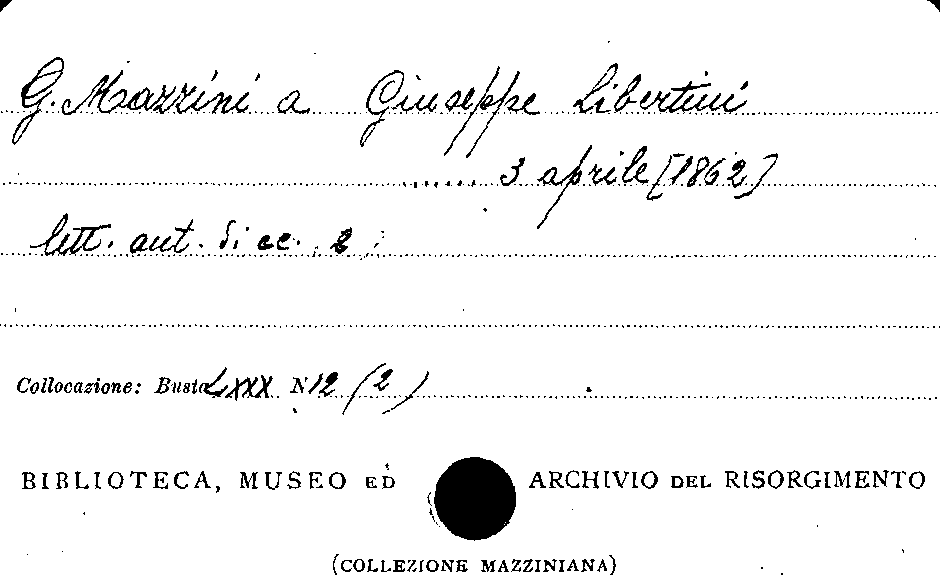 G. Mazzini a Giuseppe Libertini
...... 3 aprile [1862]
lett. aut. di cc. 2
Collocazione: Busta LXXX N 12 (2)
BIBLIOTECA, MUSEO ED ARCHIVIO DEL RISORGIMENTO
(COLLEZIONE MAZZINIANA)